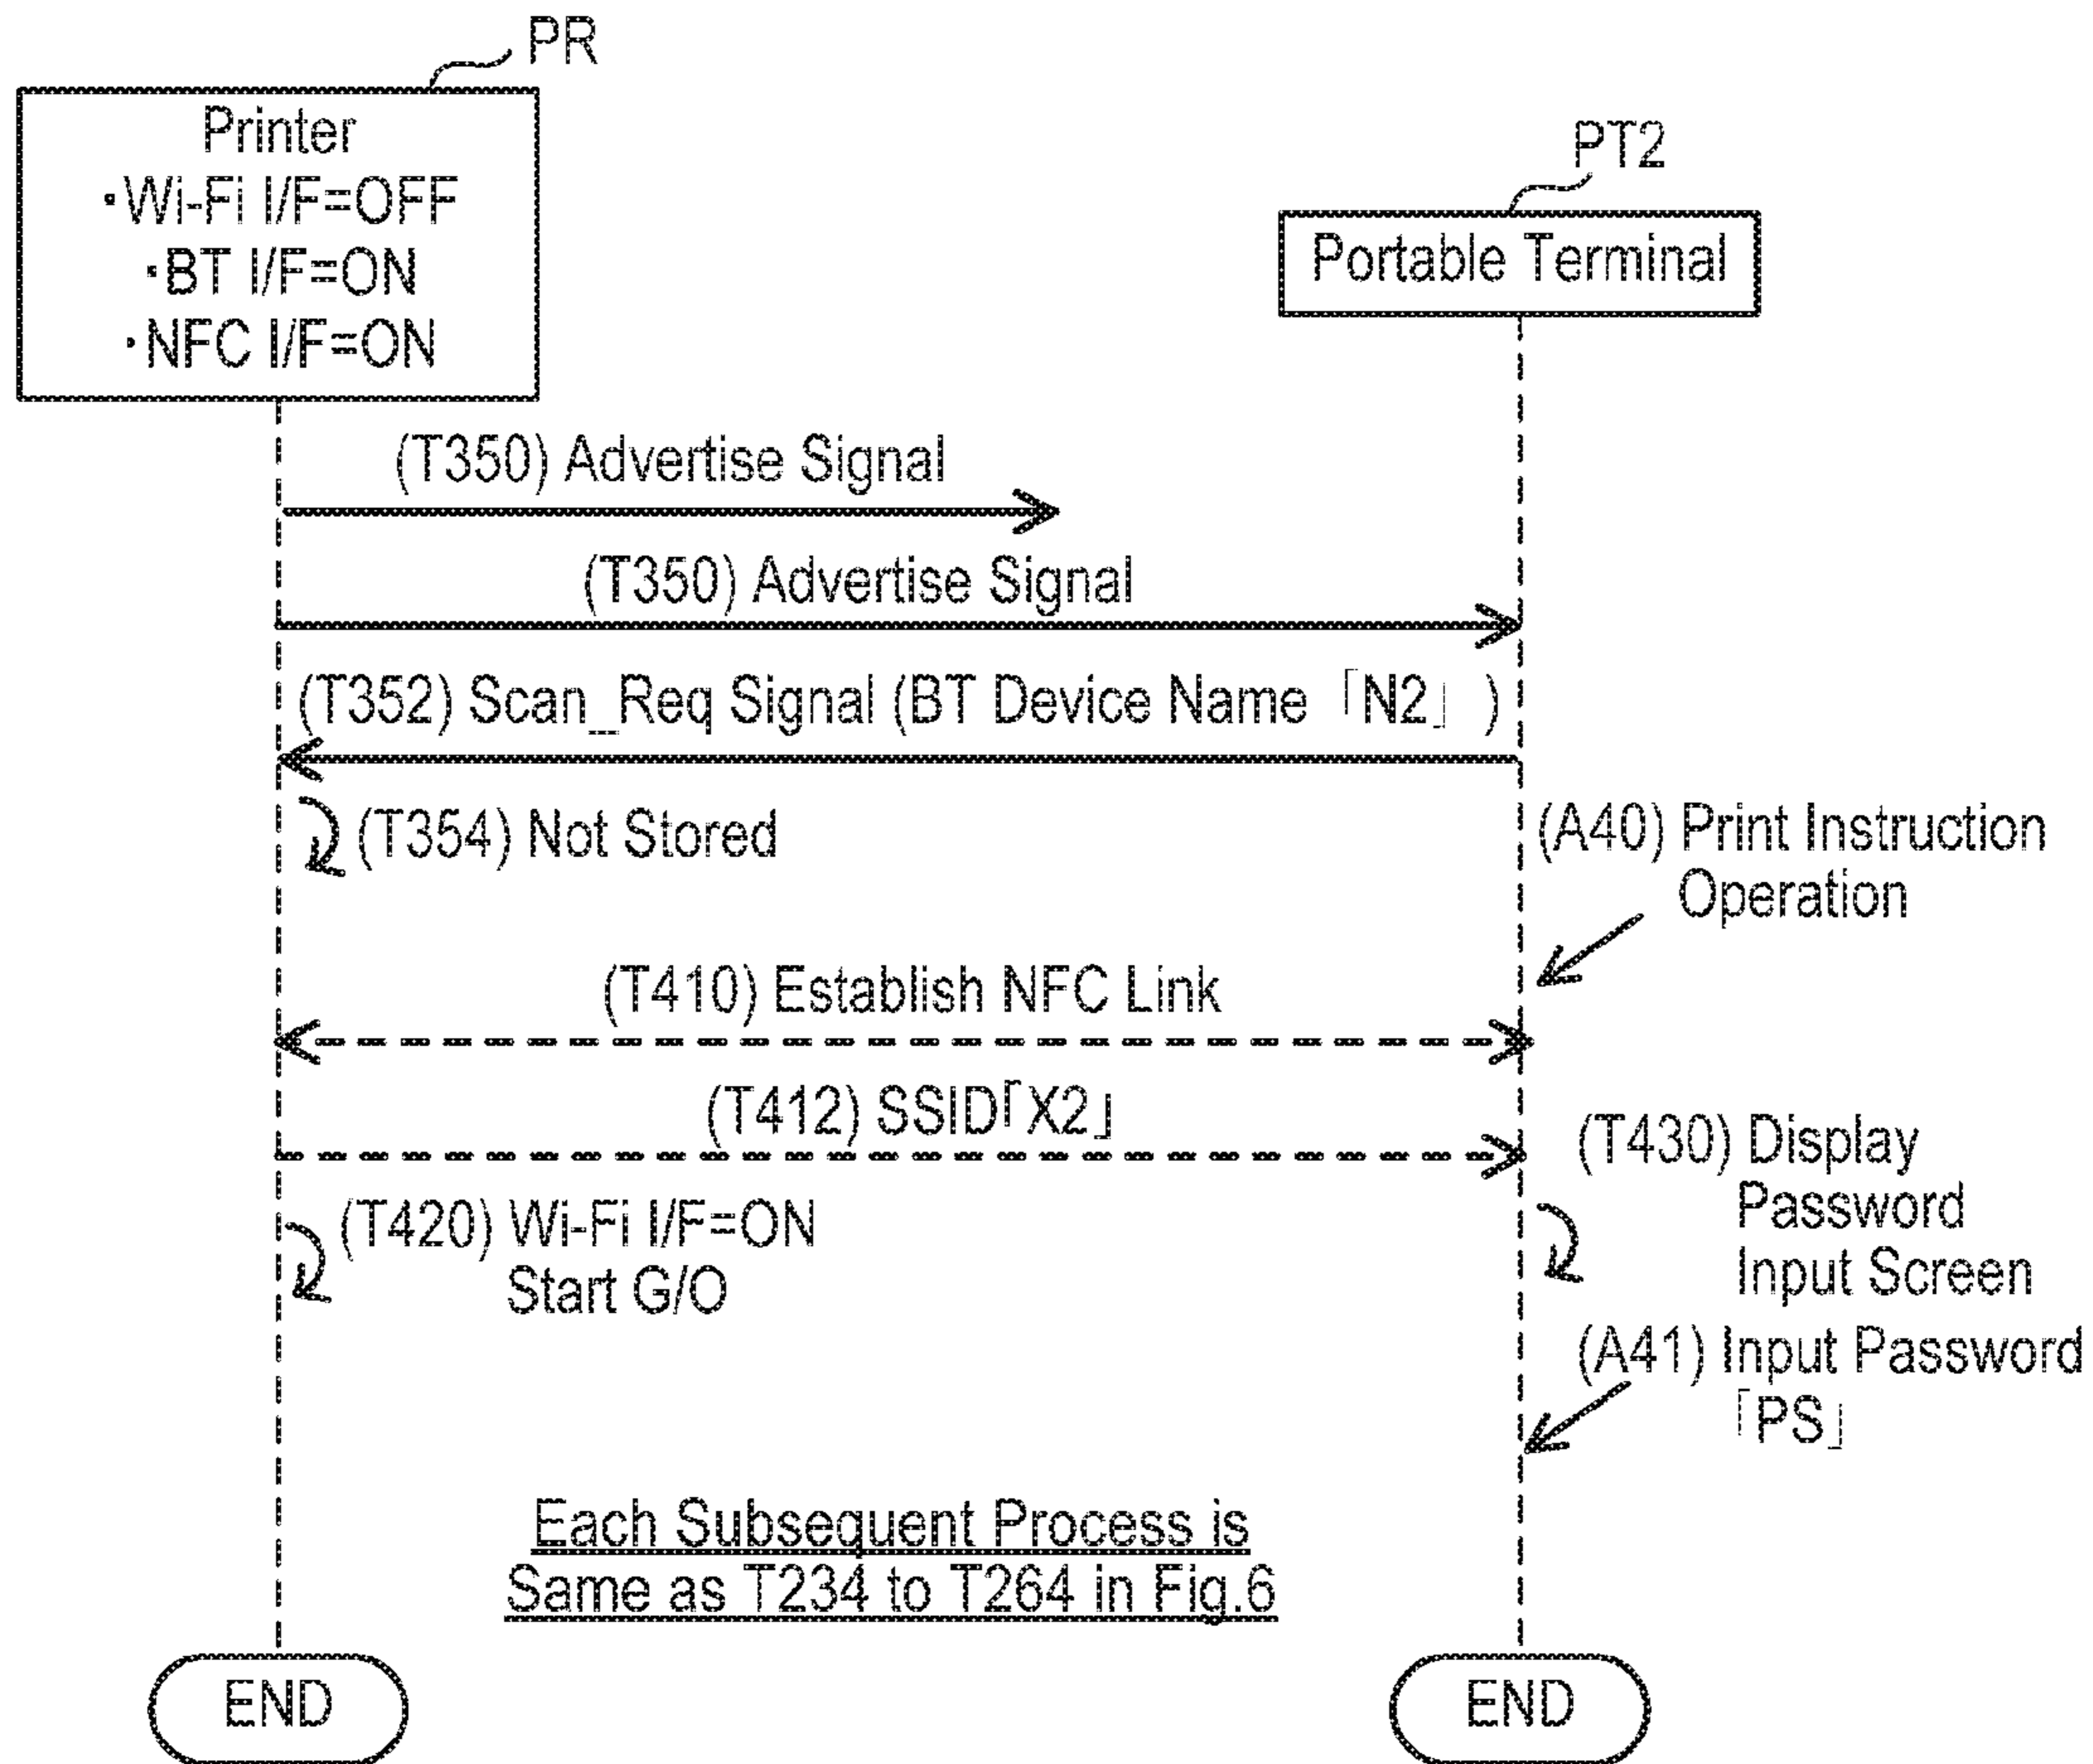 PR
Printer
・Wi-Fi I/F=OFF
・BT I/F=ON
・NFC I/F=ON
PT2
Portable Terminal
(T350) Advertise Signal
(T350) Advertise Signal
(T352) Scan_Req Signal (BT Device Name「N2」)
(T354) Not Stored
(A40) Print Instruction
Operation
(T410) Establish NFC Link
(T412) SSID「X2」
(T430) Display
Password
Input Screen
(T420) Wi-Fi I/F=ON
Start G/O
(A41) Input Password
「PS」
Each Subsequent Process is
Same as T234 to T264 in Fig.6
END
END